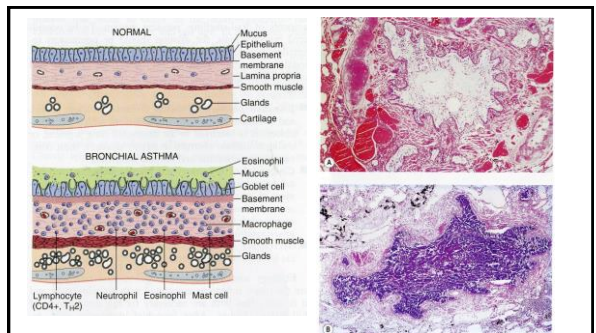 NORMAL
Mucus
Epithelium
Basement
membrane
Lamina propria
Smooth muscle
Glands
Cartilage
BRONCHIAL ASTHMA
Eosinophil
Mucus
Goblet cell
Basement
membrane
Macrophage
Smooth muscle
Glands
Lymphocyte
(CD4+, TH2)
Neutrophil
Eosinophil
Mast cell
A
B